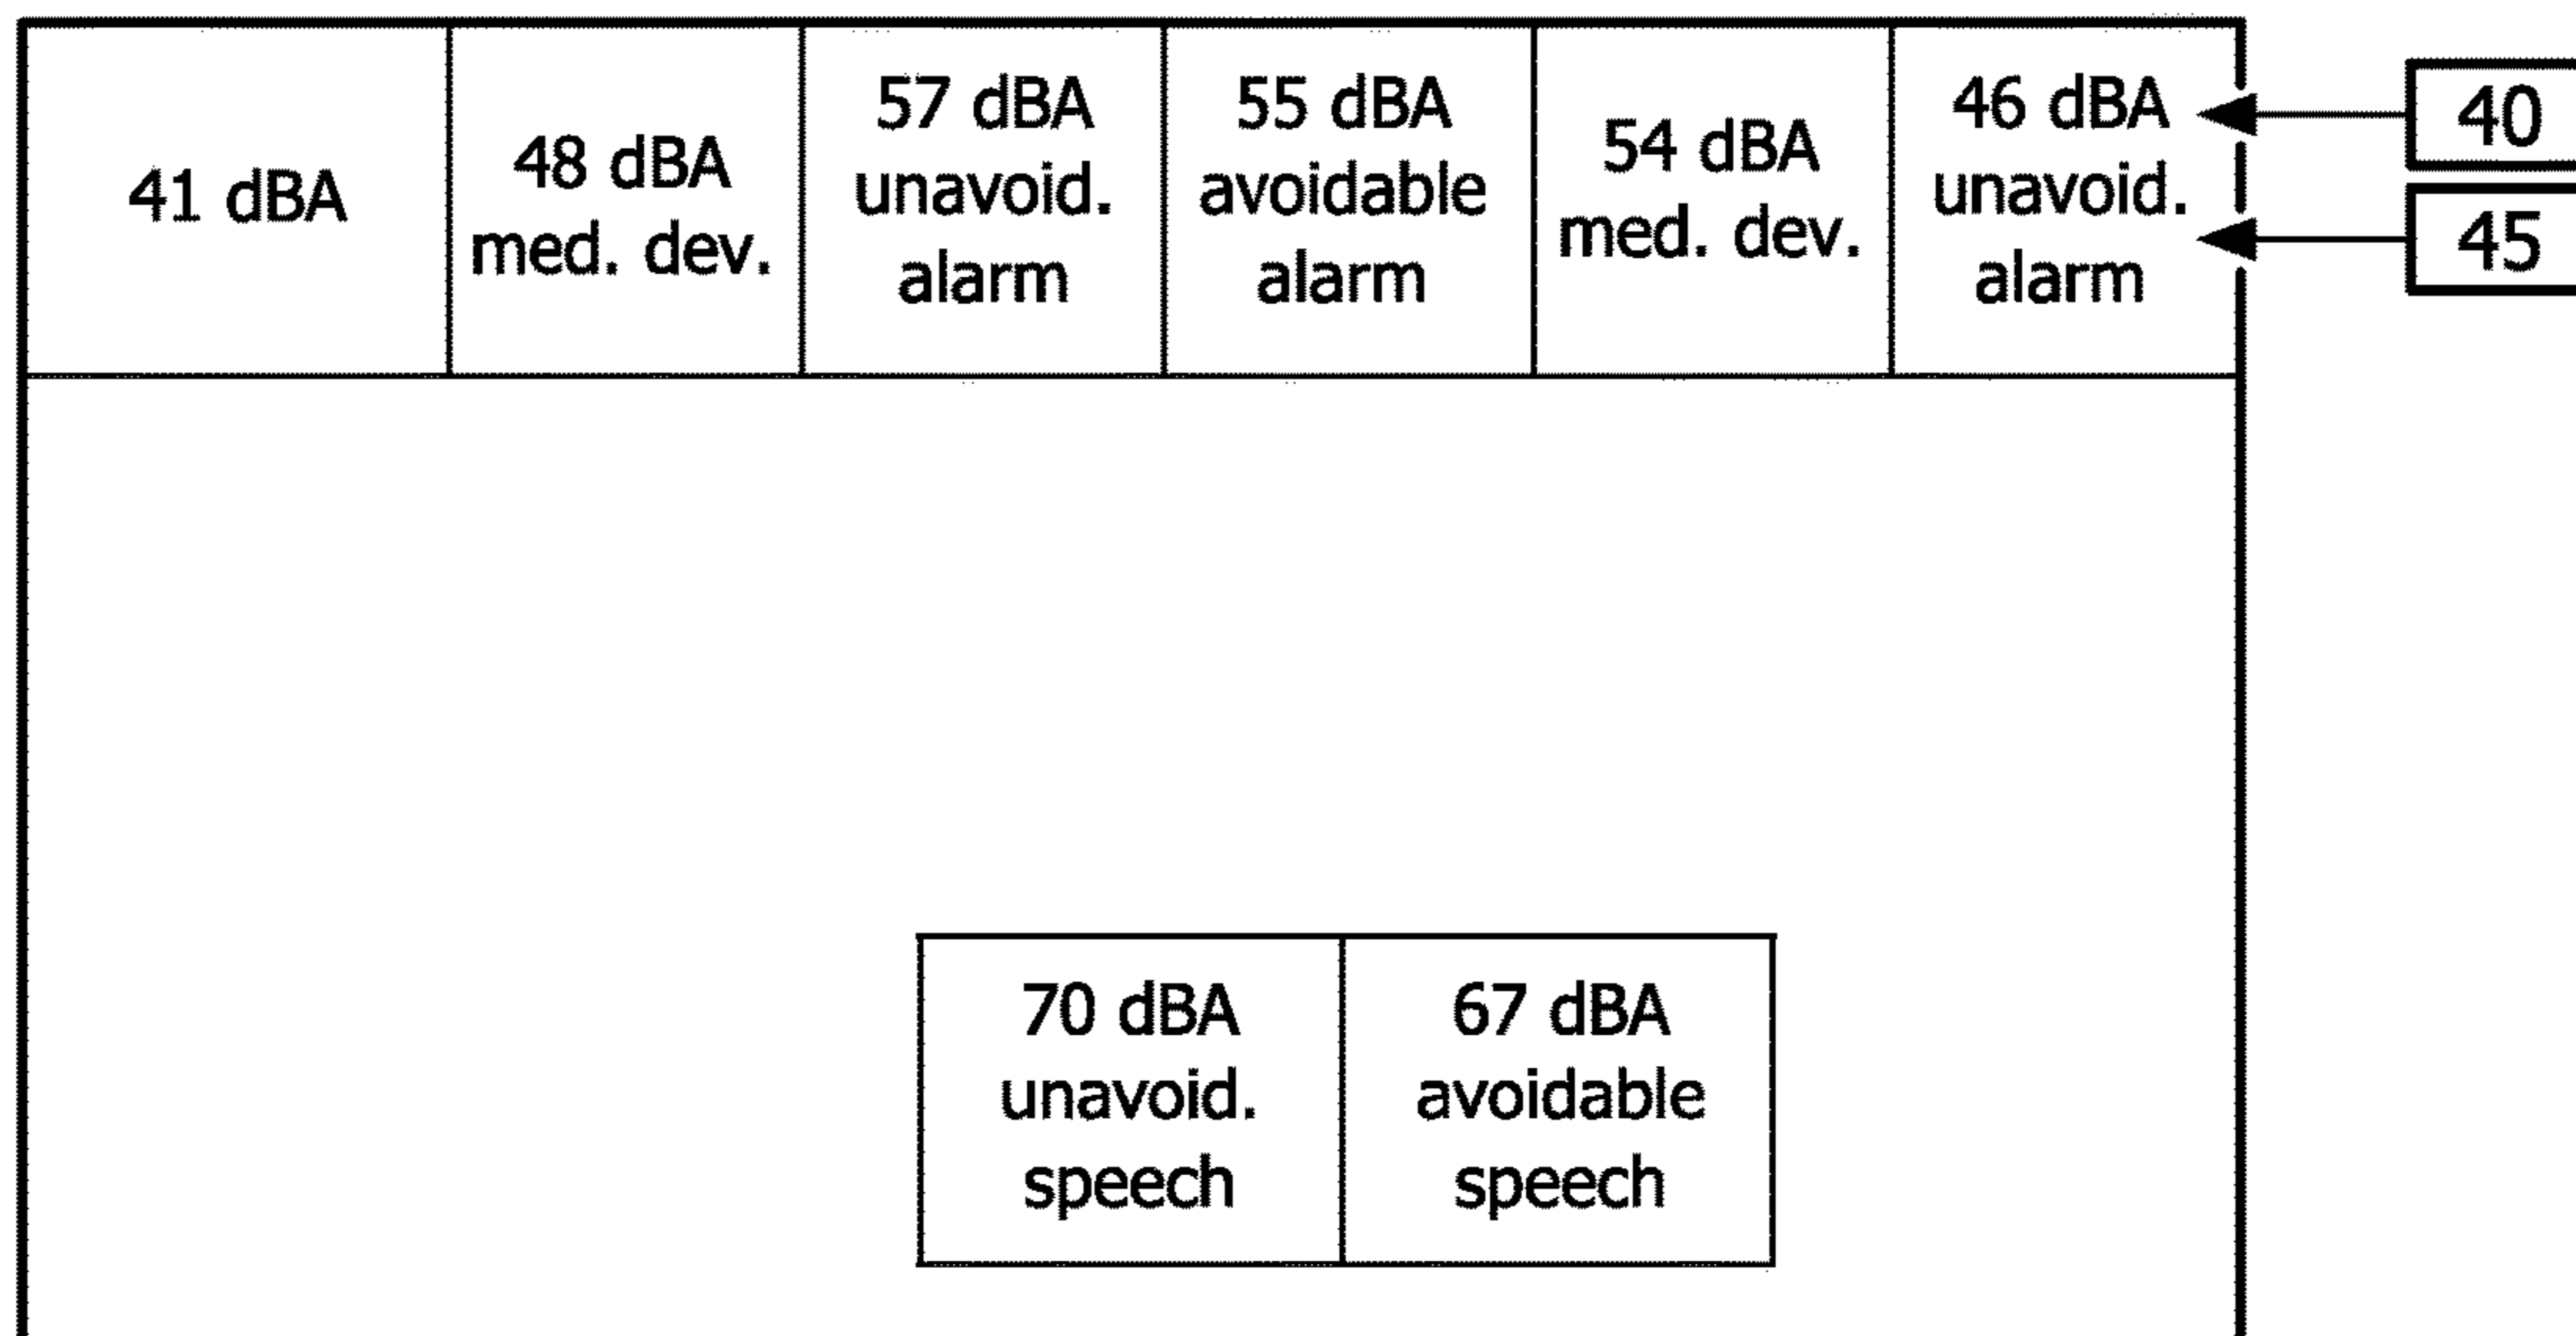 41 dBA
48 dBA
med. dev.
57 dBA
unavoid.
alarm
55 dBA
avoidable
alarm
54 dBA
med. dev.
46 dBA
unavoid.
alarm
40
45
70 dBA
unavoid.
speech
67 dBA
avoidable
speech